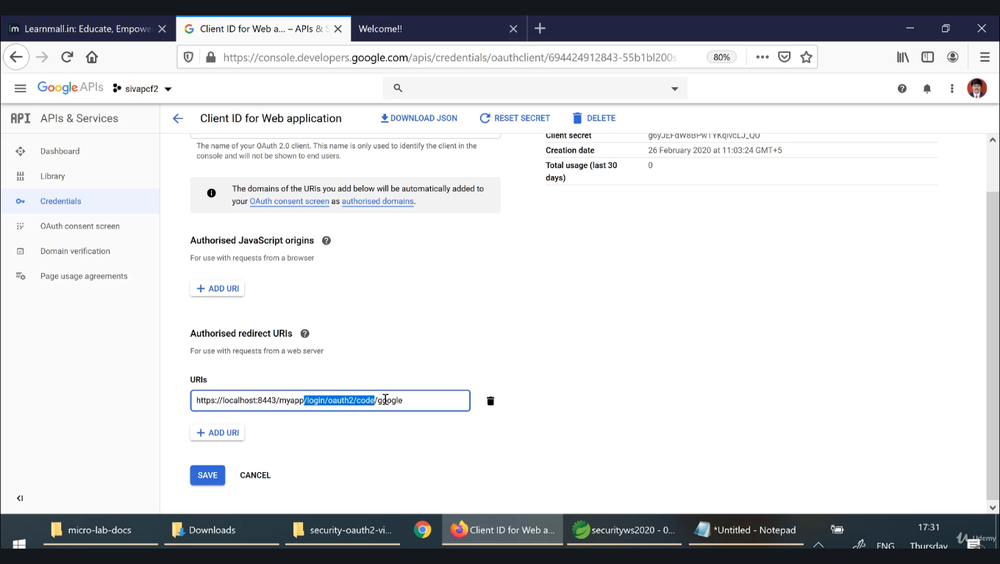 Learnmall.in: Educate, Empowe
Client ID for Web a... – APIs & S
Welcome!!
https://console.developers.google.com/apis/credentials/oauthclient/694424912843-55b1bl200s
80%
Google APIs
sivapcf2
API APIs & Services
Client ID for Web application
DOWNLOAD JSON
RESET SECRET
DELETE
Dashboard
Library
Credentials
OAuth consent screen
Domain verification
Page usage agreements
The name of your OAuth 2.0 client. This name is only used to identify the client in the
console and will not be shown to end users.
Client secret
Creation date 26 February 2020 at 11:03:24 GMT+5
Total usage (last 30 0
days)
The domains of the URIs you add below will be automatically added to
your OAuth consent screen as authorised domains.
Authorised JavaScript origins
For use with requests from a browser
+ ADD URI
Authorised redirect URIs
For use with requests from a web server
URIs
https://localhost:8443/myapp/login/oauth2/code/google
+ ADD URI
SAVE CANCEL
micro-lab-docs
Downloads
security-oauth2-vi...
Client ID for Web a...
securityws2020 - 0...
*Untitled - Notepad
ENG
17:31
Thursday
Udemy